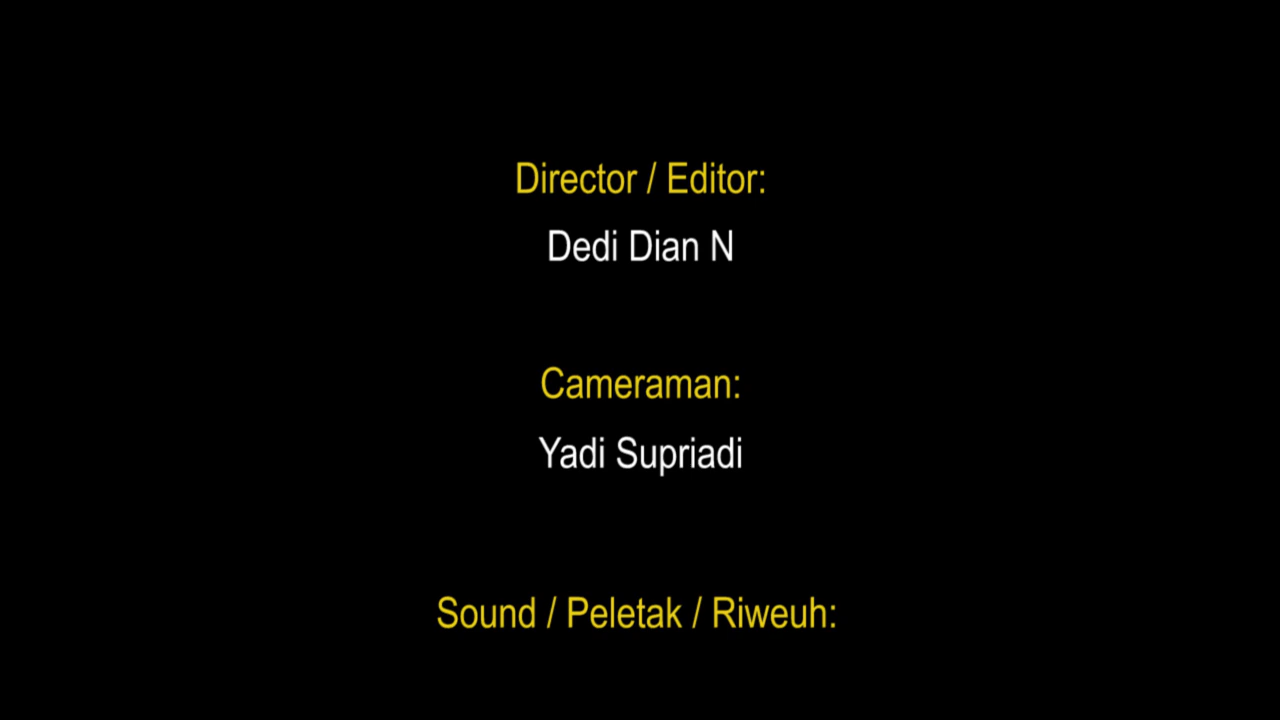 Director / Editor:
Dedi Dian N
Cameraman:
Yadi Supriadi
Sound / Peletak / Riweuh: